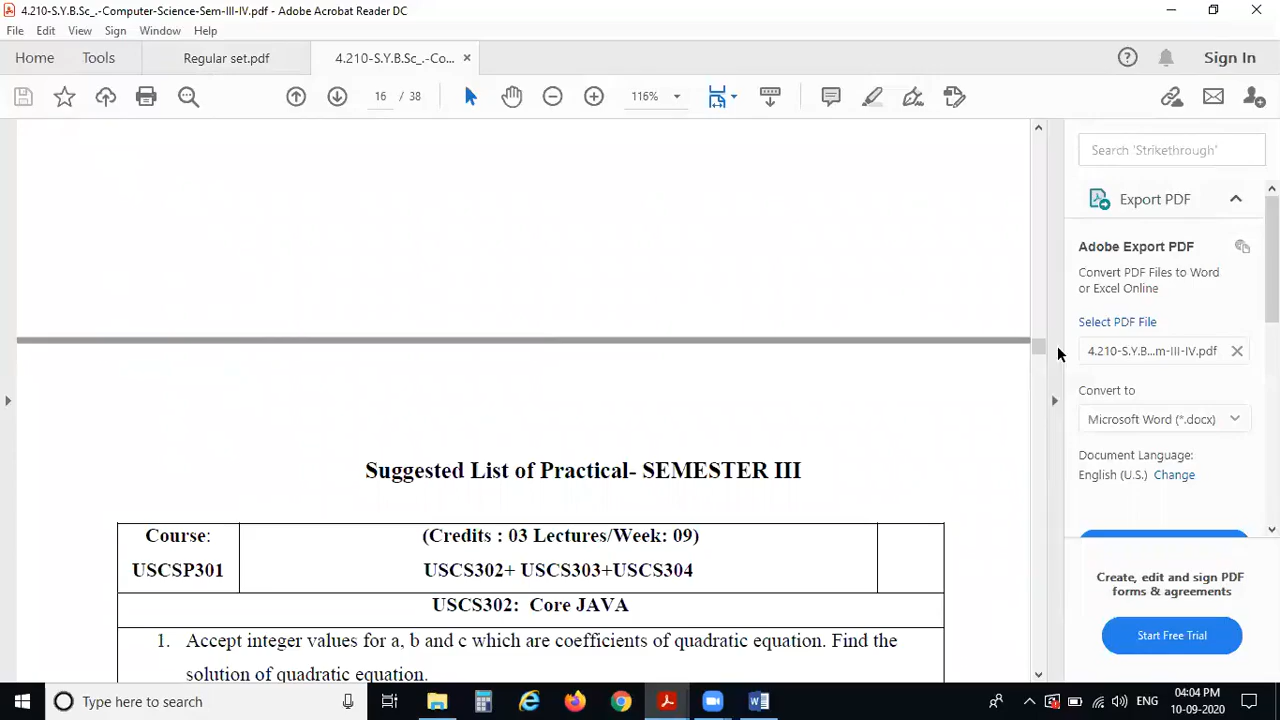 4.210-S.Y.B.Sc_.-Computer-Science-Sem-III-IV.pdf - Adobe Acrobat Reader DC
File Edit View Sign Window Help
Home Tools Regular set.pdf 4.210-S.Y.B.Sc_.-Co... ×
16 / 38 116% Sign In
Search 'Strikethrough'
Export PDF
Adobe Export PDF
Convert PDF Files to Word
or Excel Online
Select PDF File
4.210-S.Y.B...m-III-IV.pdf
Convert to
Microsoft Word (*.docx)
Document Language:
English (U.S.) Change
Create, edit and sign PDF
forms & agreements
Start Free Trial
Suggested List of Practical- SEMESTER III
Course: (Credits : 03 Lectures/Week: 09)
USCSP301 USCS302+ USCS303+USCS304
USCS302: Core JAVA
1. Accept integer values for a, b and c which are coefficients of quadratic equation. Find the
solution of quadratic equation.
Type here to search
ENG 04:04 PM
10-09-2020